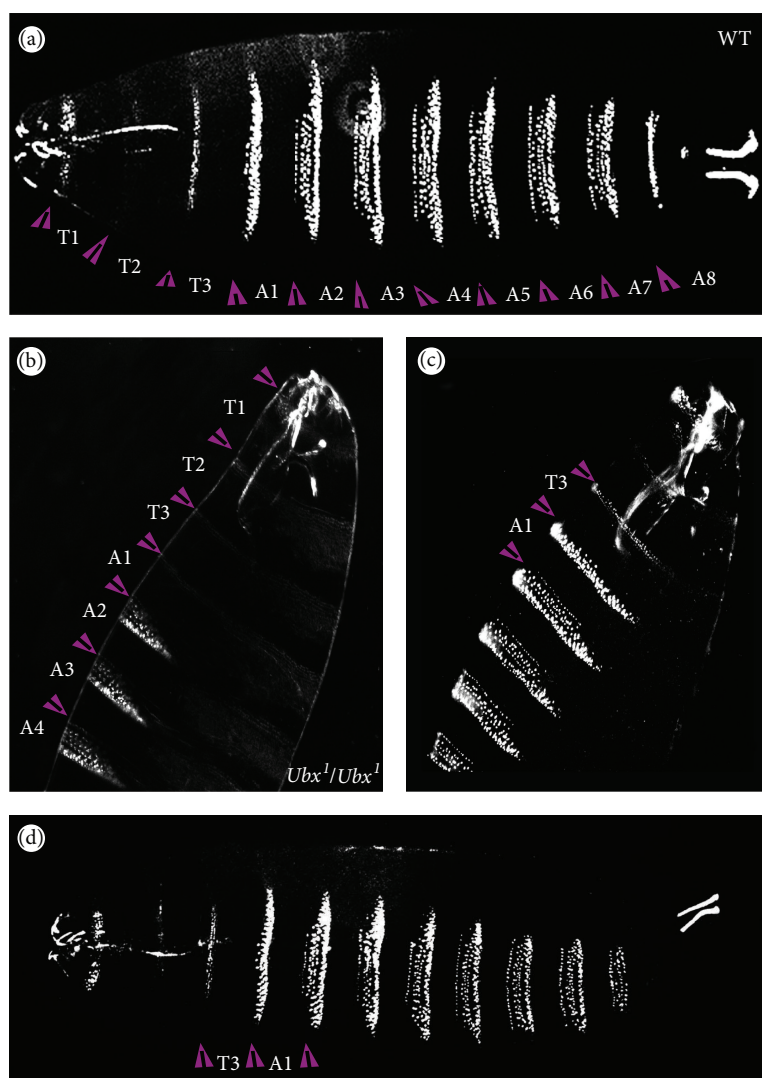 (a)
WT
T1
T2
T3
A1
A2
A3
A4
A5
A6
A7
A8
(b)
T1
T2
T3
A1
A2
A3
A4
Ubx¹/Ubx¹
(c)
T3
A1
(d)
T3
A1